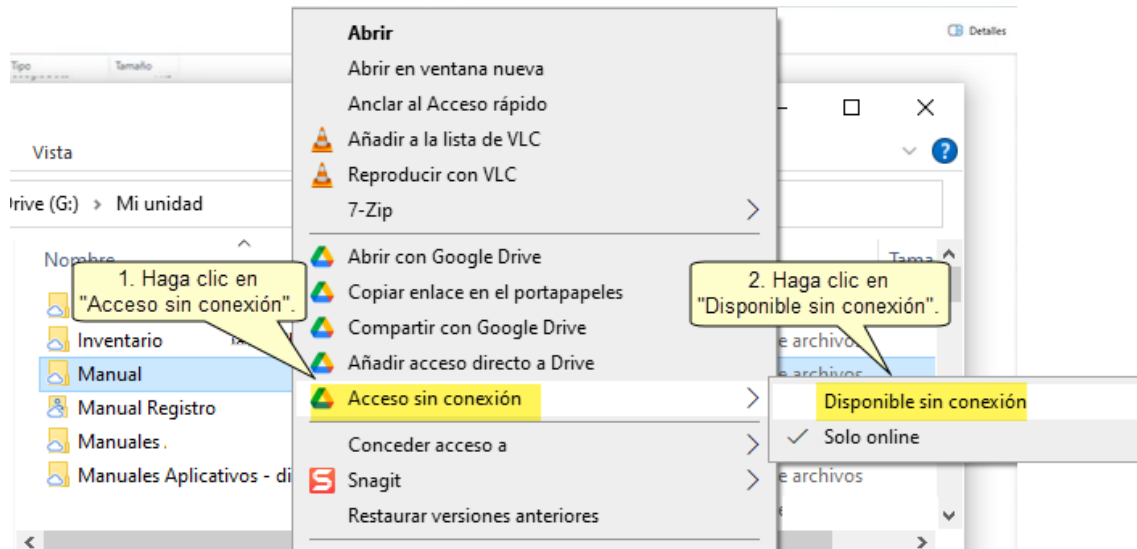 Detalles
Tipo
Tamaño
Vista
rive (G:) > Mi unidad
Nombre
Tama
Inventario
Manual
Manual Registro
Manuales.
Manuales Aplicativos - di
e archivos
e archivos
e archivos
Abrir
Abrir en ventana nueva
Anclar al Acceso rápido
Añadir a la lista de VLC
Reproducir con VLC
7-Zip
Abrir con Google Drive
Copiar enlace en el portapapeles
Compartir con Google Drive
Añadir acceso directo a Drive
Acceso sin conexión
Conceder acceso a
Snagit
Restaurar versiones anteriores
1. Haga clic en
"Acceso sin conexión".
2. Haga clic en
"Disponible sin conexión".
Disponible sin conexión
Solo online